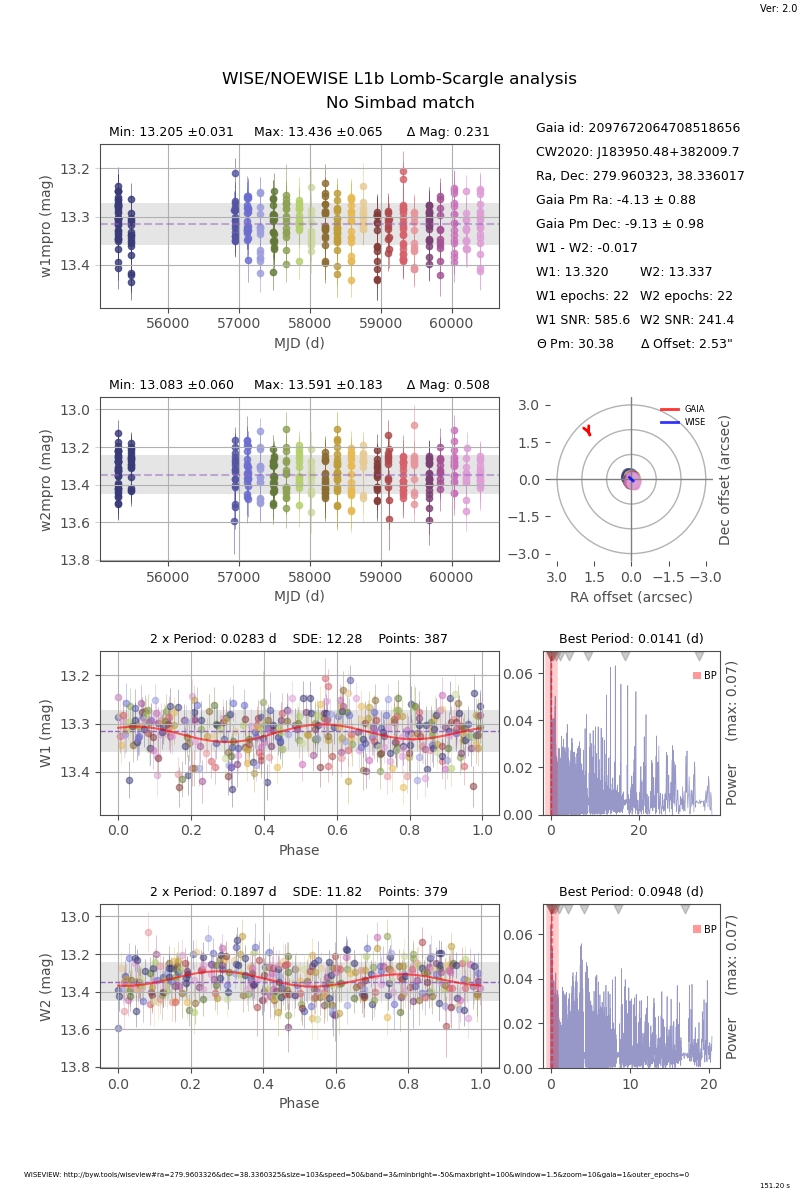 Ver: 2.0
WISE/NOEWISE L1b Lomb-Scargle analysis
No Simbad match
Min: 13.205 ±0.031 Max: 13.436 ±0.065 Δ Mag: 0.231
13.2
13.3
13.4
w1mpro (mag)
56000 57000 58000 59000 60000
MJD (d)
Gaia id: 2097672064708518656
CW2020: J183950.48+382009.7
Ra, Dec: 279.960323, 38.336017
Gaia Pm Ra: -4.13 ± 0.88
Gaia Pm Dec: -9.13 ± 0.98
W1 - W2: -0.017
W1: 13.320 W2: 13.337
W1 epochs: 22 W2 epochs: 22
W1 SNR: 585.6 W2 SNR: 241.4
Θ Pm: 30.38 Δ Offset: 2.53"
Min: 13.083 ±0.060 Max: 13.591 ±0.183 Δ Mag: 0.508
13.0
13.2
13.4
13.6
13.8
w2mpro (mag)
56000 57000 58000 59000 60000
MJD (d)
GAIA
WISE
3.0
1.5
0.0
−1.5
−3.0
Dec offset (arcsec)
3.0 1.5 0.0 −1.5 −3.0
RA offset (arcsec)
2 x Period: 0.0283 d SDE: 12.28 Points: 387
13.2
13.3
13.4
W1 (mag)
0.0 0.2 0.4 0.6 0.8 1.0
Phase
Best Period: 0.0141 (d)
BP
0.06
0.04
0.02
0.00
Power (max: 0.07)
0 20
2 x Period: 0.1897 d SDE: 11.82 Points: 379
13.0
13.2
13.4
13.6
13.8
W2 (mag)
0.0 0.2 0.4 0.6 0.8 1.0
Phase
Best Period: 0.0948 (d)
BP
0.06
0.04
0.02
0.00
Power (max: 0.07)
0 10 20
WISEVIEW: http://byw.tools/wiseview#ra=279.9603326&dec=38.3360325&size=103&speed=50&band=3&minbright=-50&maxbright=100&window=1.5&zoom=10&gaia=1&outer_epochs=0
151.20 s